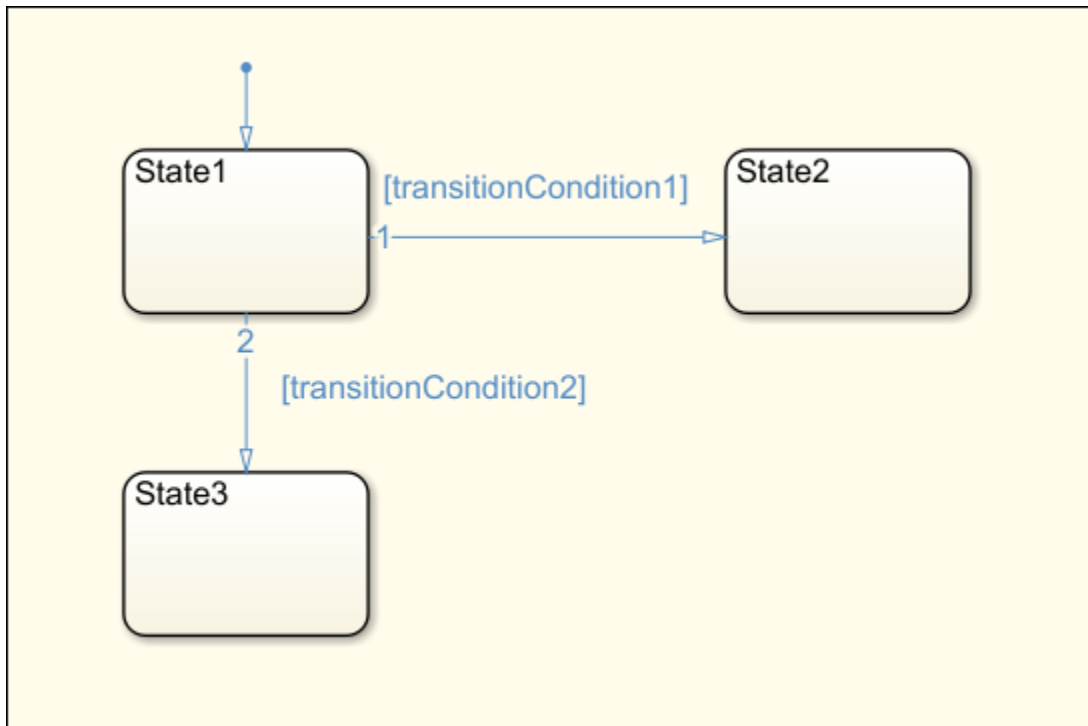 State1
[transitionCondition1]
State2
1
2
[transitionCondition2]
State3